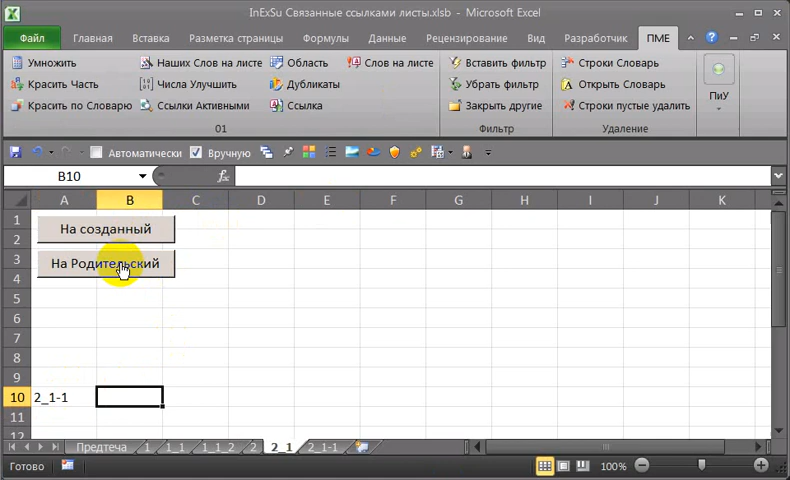 InExSu Связанные ссылками листы.xlsb - Microsoft Excel
Файл Главная Вставка Разметка страницы Формулы Данные Рецензирование Вид Разработчик ПМЕ
Умножить Наших Слов на листе Область Слов на листе Вставить фильтр Строки Словарь
Красить Часть Числа Улучшить Дубликаты Убрать фильтр Открыть Словарь
Красить по Словарю Ссылки Активными Ссылка Закрыть другие Строки пустые удалить
ПиУ
01 Фильтр Удаление
Автоматически Вручную
B10 fx
A B C D E F G H I J K
1
На созданный
2
3
На Родительский
4
5
6
7
8
9
10 2_1-1
11
12
Предтеча 1 1_1 1_1_2 2 2_1 2_1-1
Готово 100%